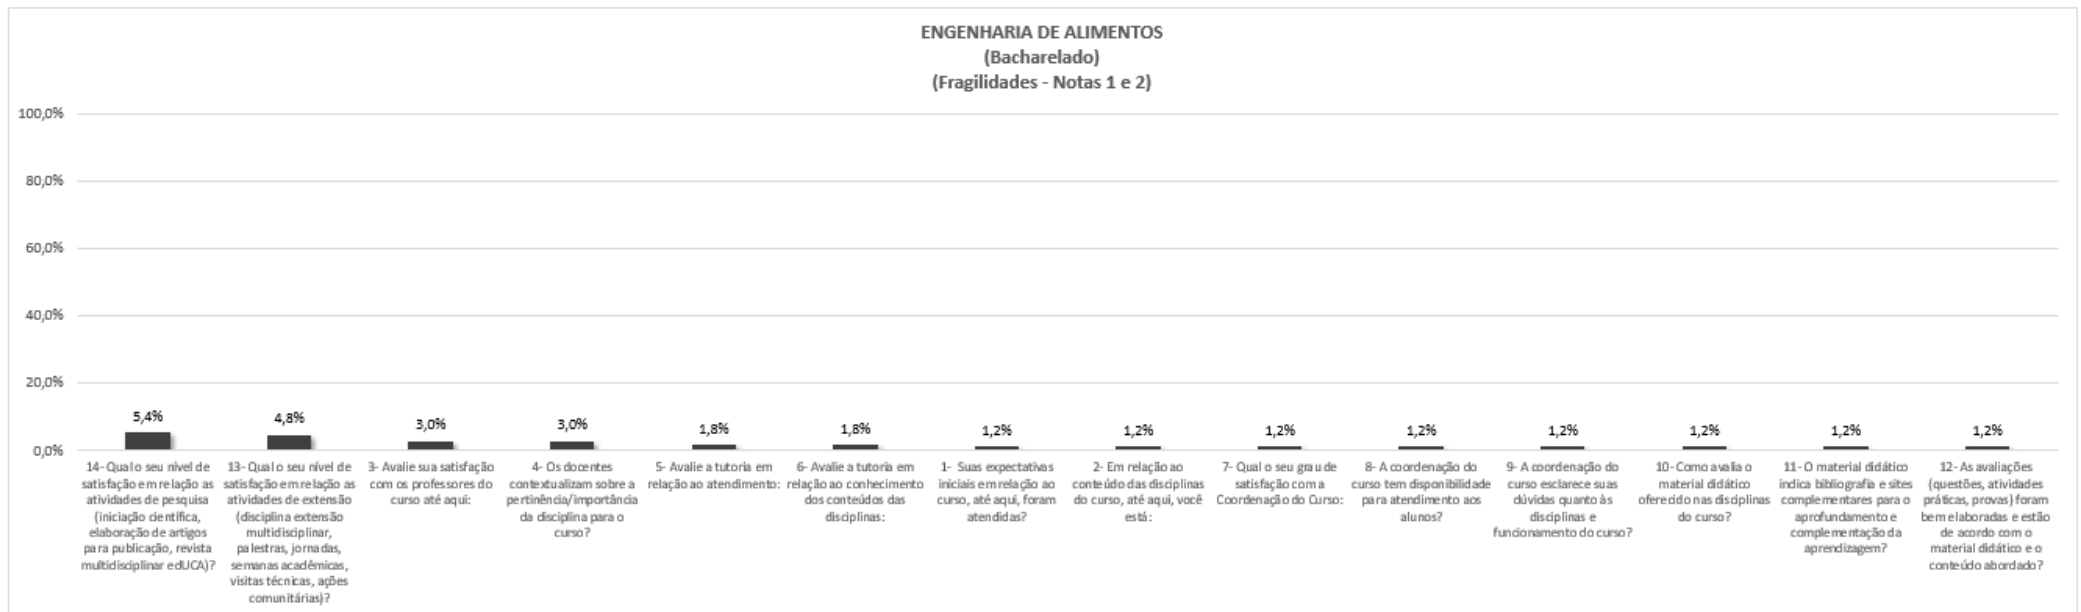 ENGENHARIA DE ALIMENTOS
(Bacharelado)
(Fragilidades - Notas 1 e 2)
100,0%
80,0%
60,0%
40,0%
20,0%
0,0%
5,4%
4,8%
3,0%
3,0%
1,8%
1,8%
1,2%
1,2%
1,2%
1,2%
1,2%
1,2%
1,2%
1,2%
14- Qual o seu nível de
satisfação em relação as
atividades de pesquisa
(iniciação científica,
elaboração de artigos
para publicação, revista
multidisciplinar edUCA)?
13- Qual o seu nível de
satisfação em relação as
atividades de extensão
(disciplina extensão
multidisciplinar,
palestras, jornadas,
semanas acadêmicas,
visitas técnicas, ações
comunitárias)?
3- Avalie sua satisfação
com os professores do
curso até aqui:
4- Os docentes
contextualizam sobre a
pertinência/importância
da disciplina para o
curso?
5- Avalie a tutoria em
relação ao atendimento:
6- Avalie a tutoria em
relação ao conhecimento
dos conteúdos das
disciplinas:
1- Suas expectativas
iniciais em relação ao
curso, até aqui, foram
atendidas?
2- Em relação ao
conteúdo das disciplinas
do curso, até aqui, você
está:
7- Qual o seu grau de
satisfação com a
Coordenação do Curso:
8- A coordenação do
curso tem disponibilidade
para atendimento aos
alunos?
9- A coordenação do
curso esclarece suas
dúvidas quanto às
disciplinas e
funcionamento do curso?
10- Como avalia o
material didático
oferecido nas disciplinas
do curso?
11- O material didático
indica bibliografia e sites
complementares para o
aprofundamento e
complementação da
aprendizagem?
12- As avaliações
(questões, atividades
práticas, provas) foram
bem elaboradas e estão
de acordo com o
material didático e o
conteúdo abordado?